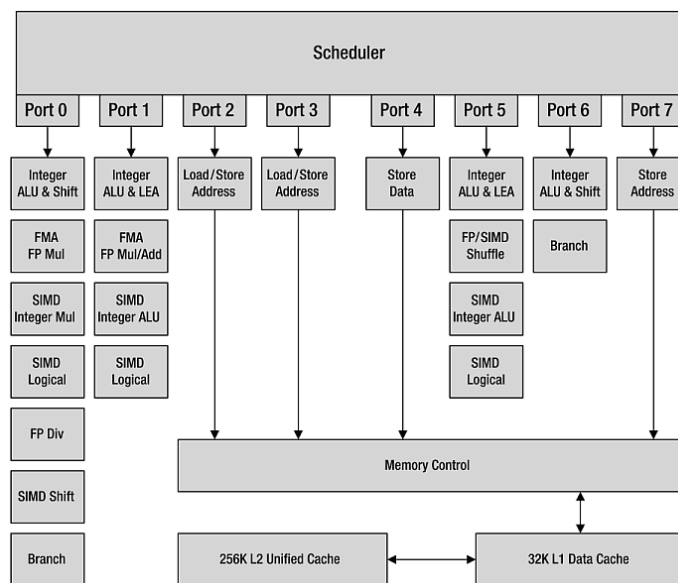 Scheduler
Port 0
Port 1
Port 2
Port 3
Port 4
Port 5
Port 6
Port 7
Integer
ALU & Shift
Integer
ALU & LEA
Load/Store
Address
Load/Store
Address
Store
Data
Integer
ALU & LEA
Integer
ALU & Shift
Store
Address
FMA
FP Mul
FMA
FP Mul/Add
FP/SIMD
Shuffle
Branch
SIMD
Integer Mul
SIMD
Integer ALU
SIMD
Integer ALU
SIMD
Logical
SIMD
Logical
SIMD
Logical
FP Div
Memory Control
SIMD Shift
Branch
256K L2 Unified Cache
32K L1 Data Cache